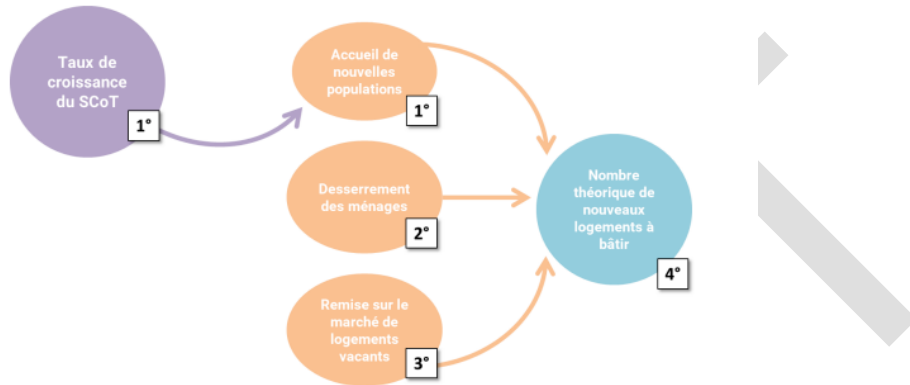 Taux de
croissance
du SCoT
1°
Accueil de
nouvelles
populations
1°
Desserrement
des ménages
2°
Remise sur le
marché de
logements
vacants
3°
Nombre
théorique de
nouveaux
logements à
bâtir
4°